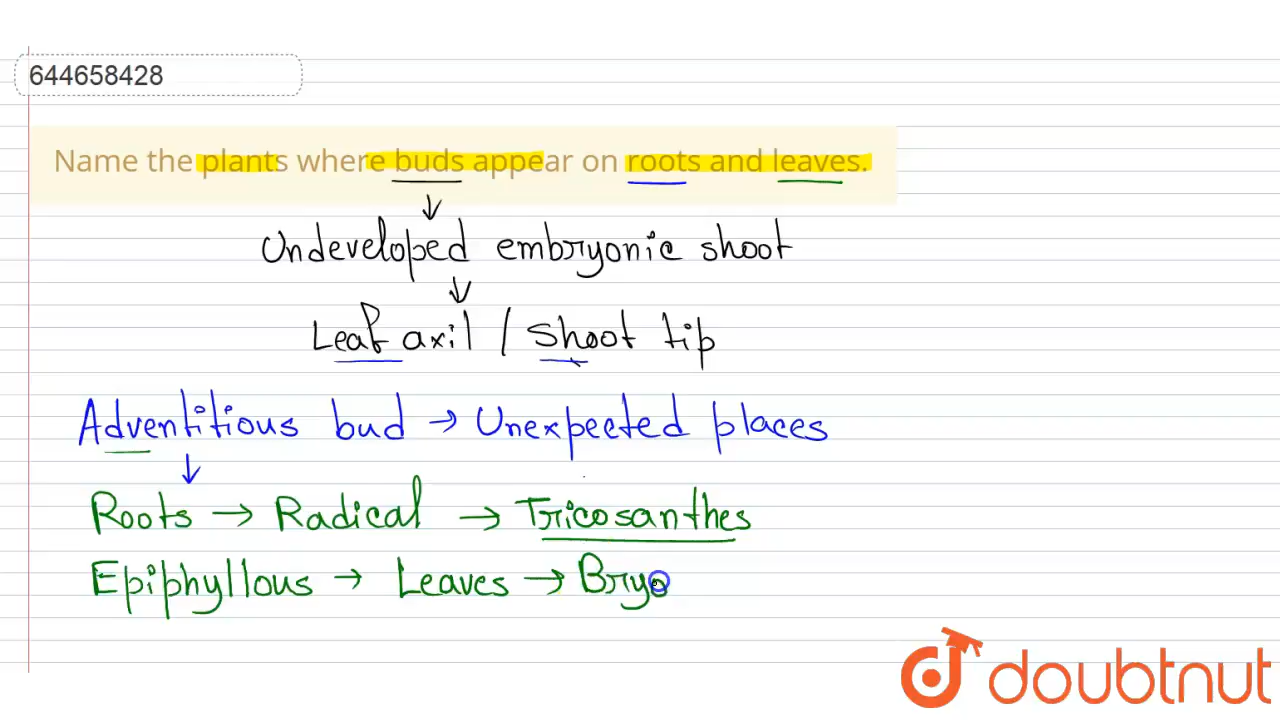 644658428
Name the plants where buds appear on roots and leaves.
Undeveloped embryonic shoot
Leaf axil / Shoot tip
Adventitious bud → Unexpected places
Roots → Radical → Tricosanthes
Epiphyllous → Leaves → Bryo
doubtnut